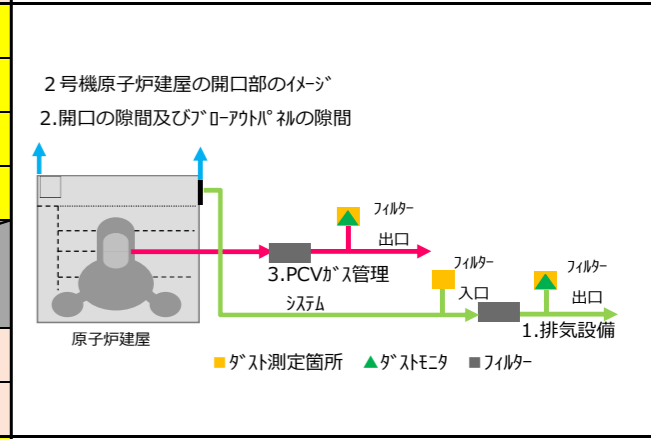 ２号機原子炉建屋の開口部のｲﾒｰｼﾞ
2.開口の隙間及びﾌﾞﾛｰｱｳﾄﾊﾟﾈﾙの隙間
ﾌｨﾙﾀｰ
出口
3.PCVｶﾞｽ管理
ｼｽﾃﾑ
ﾌｨﾙﾀｰ
入口
ﾌｨﾙﾀｰ
出口
1.排気設備
原子炉建屋
■ﾀﾞｽﾄ測定箇所 ▲ﾀﾞｽﾄﾓﾆﾀ ■ﾌｨﾙﾀｰ